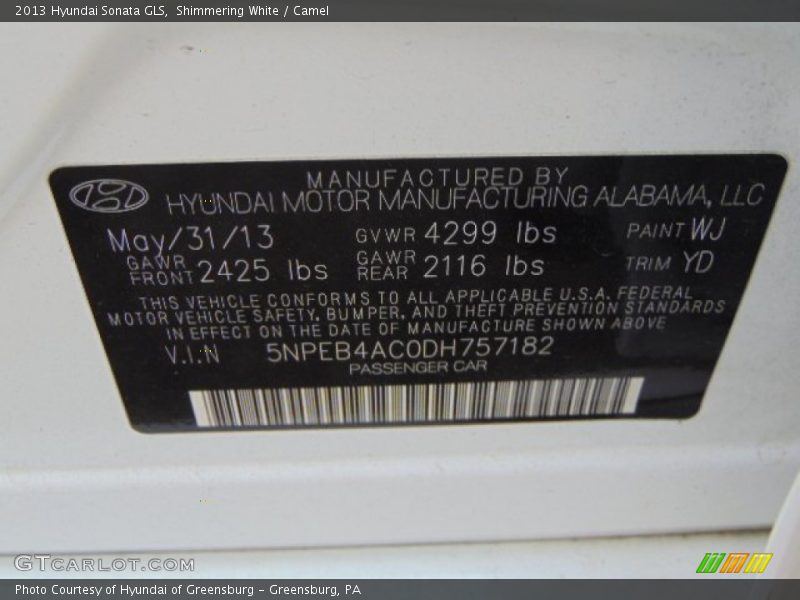 2013 Hyundai Sonata GLS, Shimmering White / Camel
MANUFACTURED BY
HYUNDAI MOTOR MANUFACTURING ALABAMA, LLC
May/31/13 GVWR 4299 lbs PAINT WJ
GAWR FRONT 2425 lbs GAWR REAR 2116 lbs TRIM YD
THIS VEHICLE CONFORMS TO ALL APPLICABLE U.S.A. FEDERAL
MOTOR VEHICLE SAFETY, BUMPER, AND THEFT PREVENTION STANDARDS
IN EFFECT ON THE DATE OF MANUFACTURE SHOWN ABOVE
V.I.N 5NPEB4AC0DH757182
PASSENGER CAR
GTcarlot.com
Photo Courtesy of Hyundai of Greensburg - Greensburg, PA